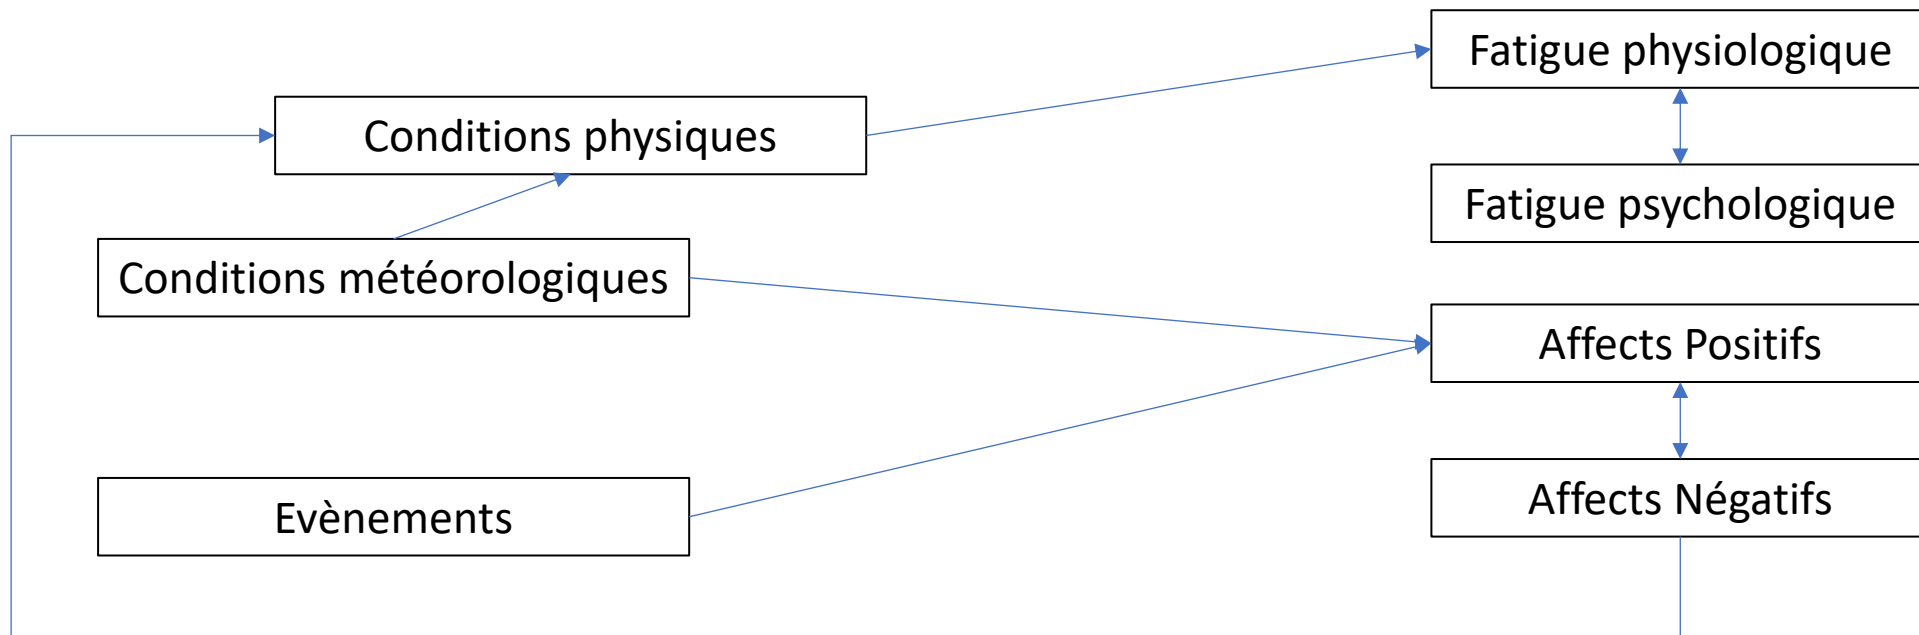 Fatigue physiologique
Conditions physiques
Fatigue psychologique
Conditions météorologiques
Affects Positifs
Evènements
Affects Négatifs